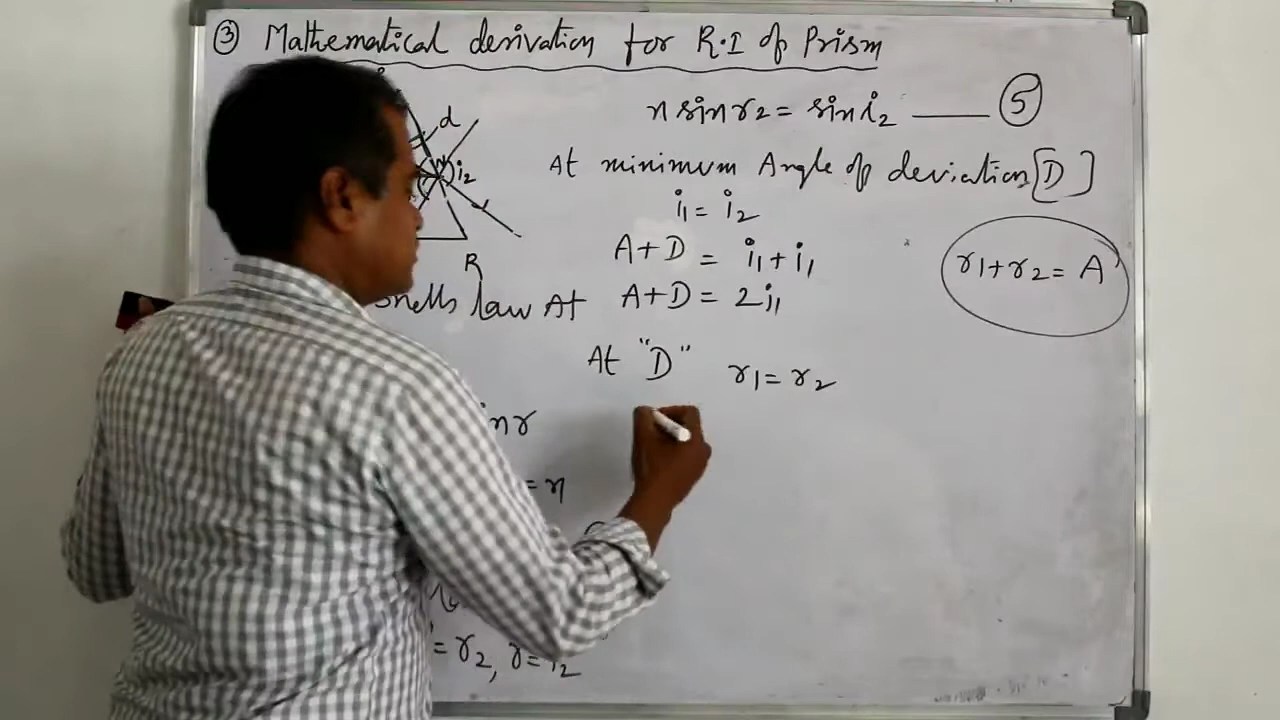 ③ Mathematical derivation for R.I of Prism
d
i2
R
n sin r2 = sin i2 —— ⑤
At minimum Angle of deviation [D]
i1 = i2
A+D = i1 + i1
r1+r2 = A
Snells law At
A+D = 2i1
At "D" r1 = r2
in r
= n
= r2, r = i2